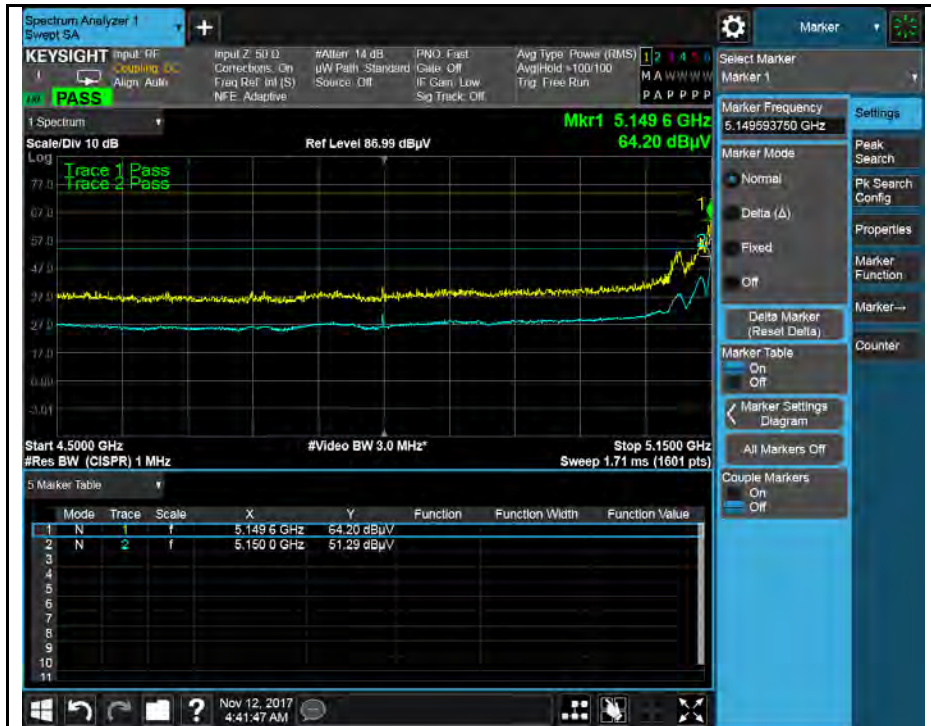 Spectrum Analyzer 1
Swept SA
+
Marker
KEYSIGHT
Input: RF
Coupling: DC
Align: Auto
Input Z: 50 Ω
Corrections: On
Freq Ref: Int (S)
NFE: Adaptive
#Atten: 14 dB
µW Path: Standard
Source: Off
PNO: Fast
Gate: Off
IF Gain: Low
Sig Track: Off
Avg Type: Power (RMS)
Avg|Hold >100/100
Trig: Free Run
1 2 3 4 5 6
M A W W W W
P A P P P P
PASS
Select Marker
Marker 1
1 Spectrum
Mkr1 5.149 6 GHz
Scale/Div 10 dB
Ref Level 86.99 dBµV
64.20 dBµV
Log
Trace 1 Pass
Trace 2 Pass
77.0
67.0
57.0
47.0
37.0
27.0
17.0
-3.01
1
2
Start 4.5000 GHz
#Video BW 3.0 MHz*
Stop 5.1500 GHz
#Res BW (CISPR) 1 MHz
Sweep 1.71 ms (1601 pts)
5 Marker Table
Mode Trace Scale X Y Function Function Width Function Value
1 N 1 f 5.149 6 GHz 64.20 dBµV
2 N 2 f 5.150 0 GHz 51.29 dBµV
3
4
5
6
7
8
9
10
11
Marker Frequency
5.149593750 GHz
Marker Mode
Normal
Delta (Δ)
Fixed
Off
Delta Marker
(Reset Delta)
Marker Table
On
Off
Marker Settings
Diagram
All Markers Off
Couple Markers
On
Off
Settings
Peak
Search
Pk Search
Config
Properties
Marker
Function
Marker→
Counter
?
Nov 12, 2017
4:41:47 AM